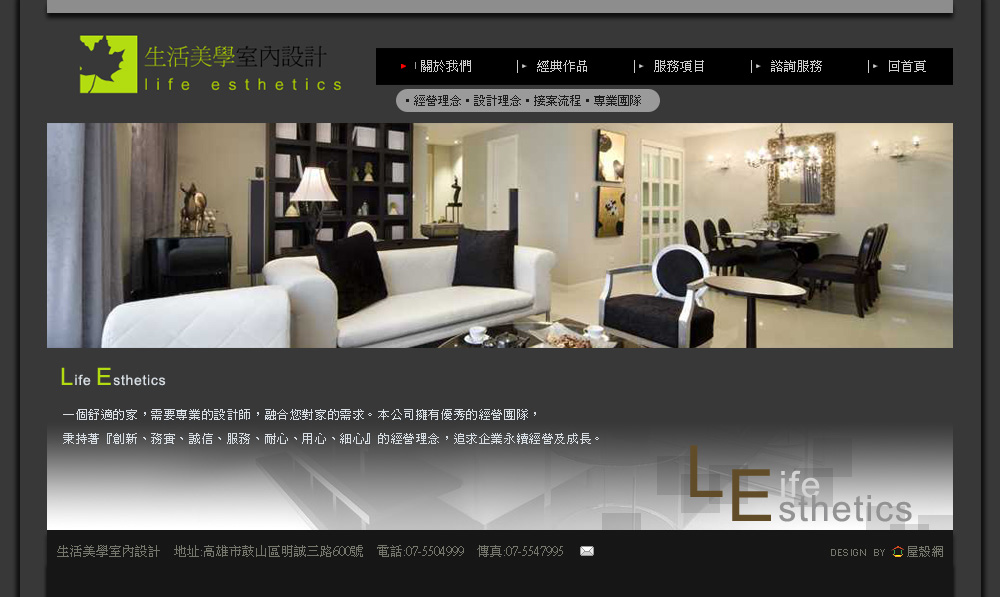 生活美學室內設計
life esthetics
關於我們 經典作品 服務項目 諮詢服務 回首頁
▪ 經營理念 ▪ 設計理念 ▪ 接案流程 ▪ 專業團隊
Life Esthetics
一個舒適的家，需要專業的設計師，融合您對家的需求。本公司擁有優秀的經營團隊，
秉持著『創新、務實、誠信、服務、耐心、用心、細心』的經營理念，追求企業永續經營及成長。
Life
Esthetics
生活美學室內設計 地址:高雄市鼓山區明誠三路600號 電話:07-5504999 傳真:07-5547995
DESIGN BY 屋殼網